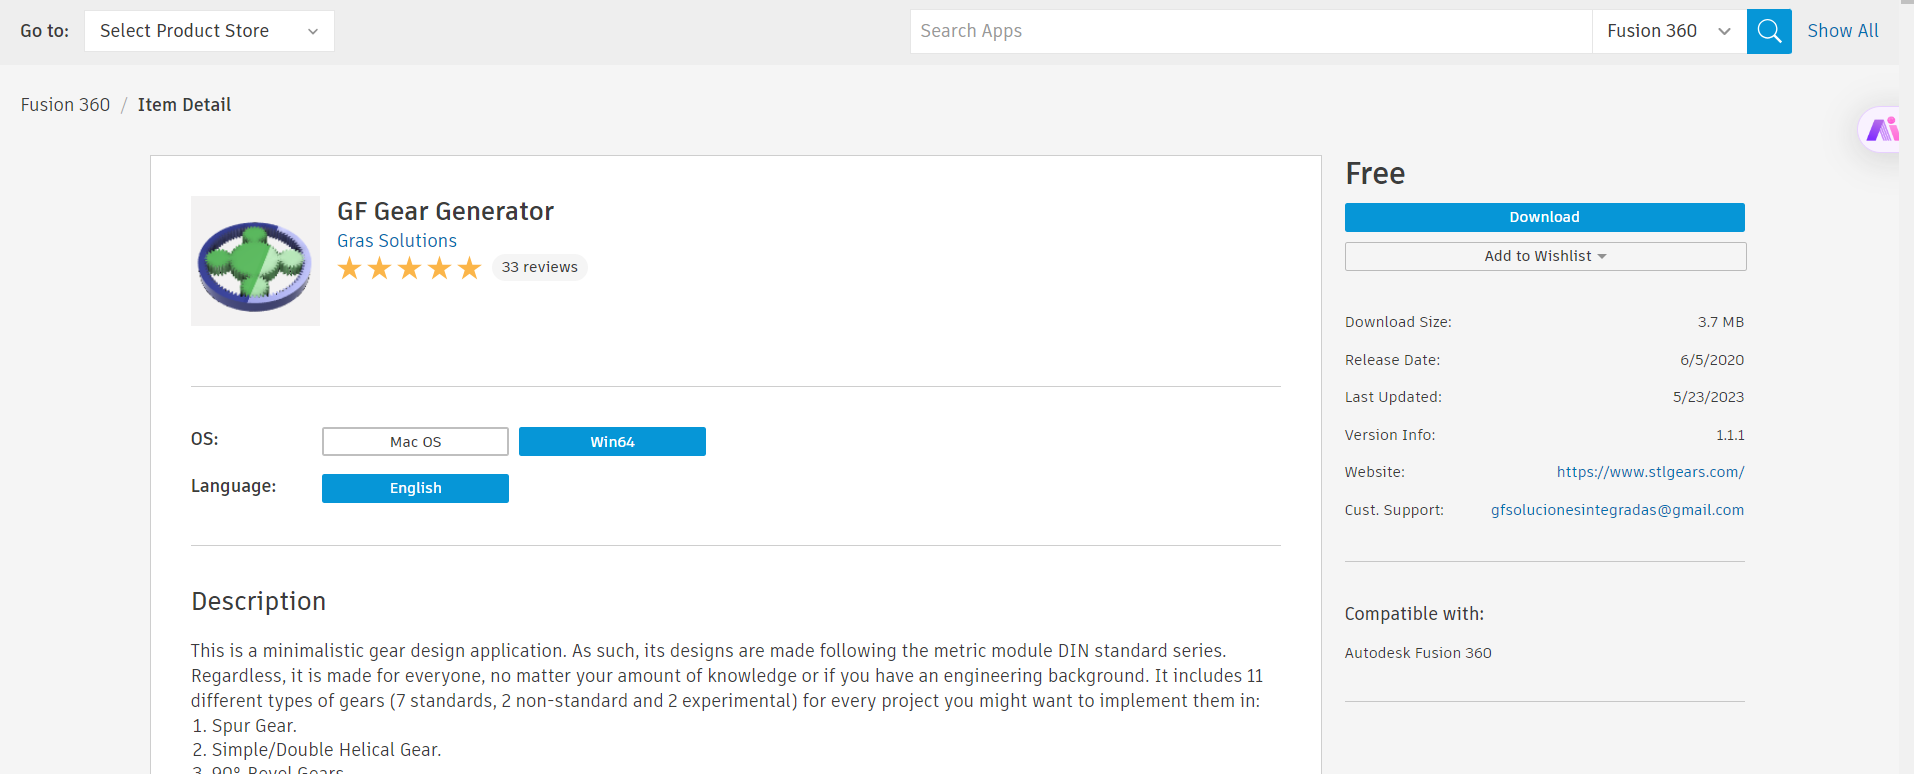 Go to:
Select Product Store
Search Apps
Fusion 360
Show All
Fusion 360 / Item Detail
GF Gear Generator
Gras Solutions
33 reviews
OS:
Mac OS
Win64
Language:
English
Description
This is a minimalistic gear design application. As such, its designs are made following the metric module DIN standard series.
Regardless, it is made for everyone, no matter your amount of knowledge or if you have an engineering background. It includes 11
different types of gears (7 standards, 2 non-standard and 2 experimental) for every project you might want to implement them in:
1. Spur Gear.
2. Simple/Double Helical Gear.
3. 90º Bevel Gears
Free
Download
Add to Wishlist
Download Size: 3.7 MB
Release Date: 6/5/2020
Last Updated: 5/23/2023
Version Info: 1.1.1
Website: https://www.stlgears.com/
Cust. Support: gfsolucionesintegradas@gmail.com
Compatible with:
Autodesk Fusion 360